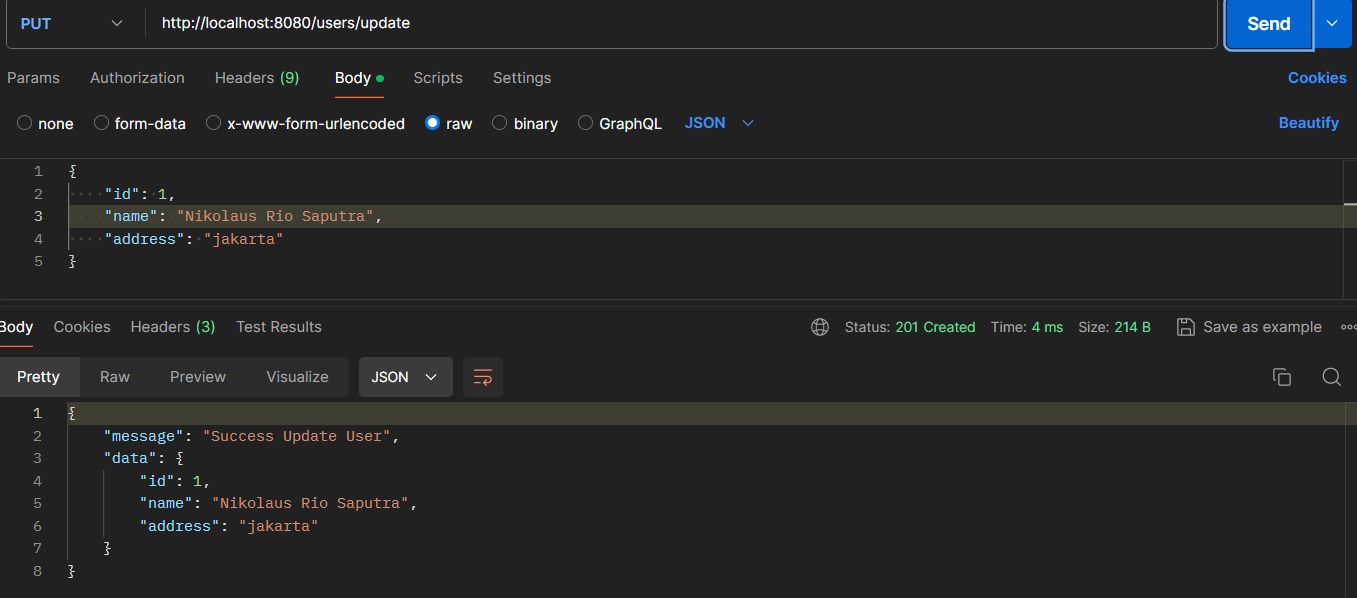 PUT http://localhost:8080/users/update Send
Params Authorization Headers (9) Body Scripts Settings Cookies
none form-data x-www-form-urlencoded raw binary GraphQL JSON Beautify
1 {
2 "id": 1,
3 "name": "Nikolaus Rio Saputra",
4 "address": "jakarta"
5 }
Body Cookies Headers (3) Test Results Status: 201 Created Time: 4 ms Size: 214 B Save as example
Pretty Raw Preview Visualize JSON
1 {
2 "message": "Success Update User",
3 "data": {
4 "id": 1,
5 "name": "Nikolaus Rio Saputra",
6 "address": "jakarta"
7 }
8 }